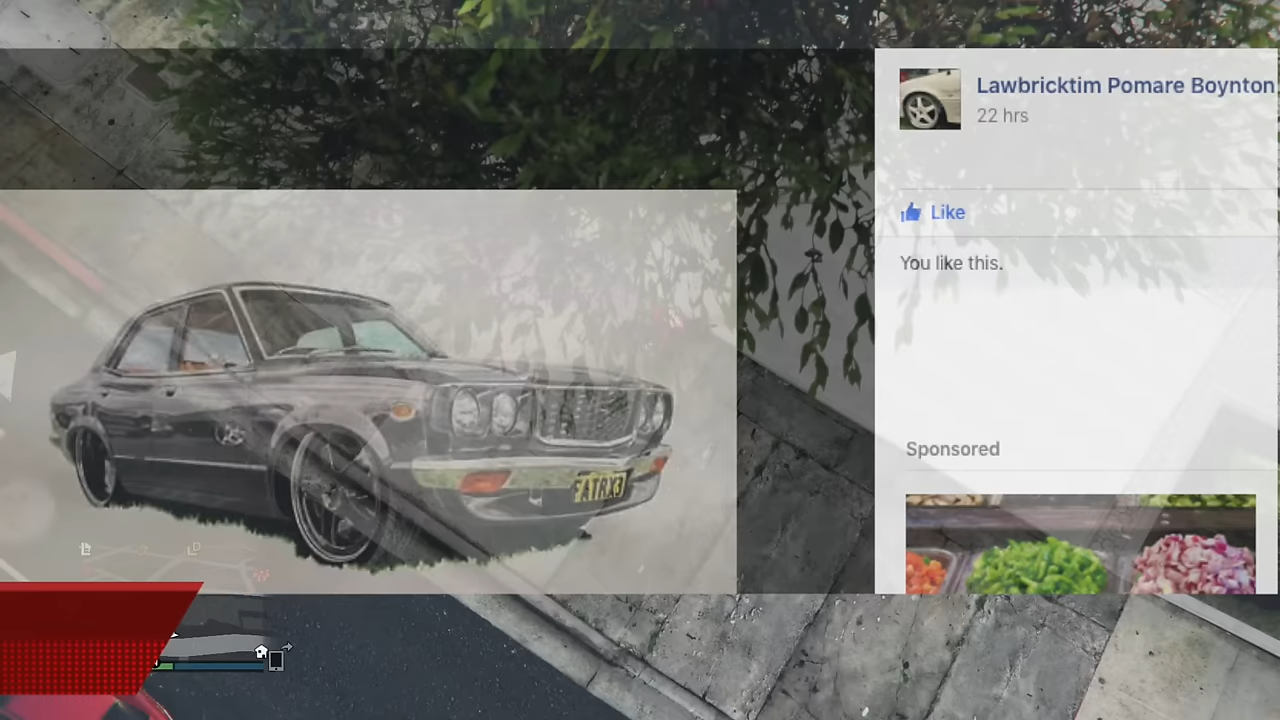 Lawbricktim Pomare Boynton
22 hrs
Like
You like this.
Sponsored
FATRX3